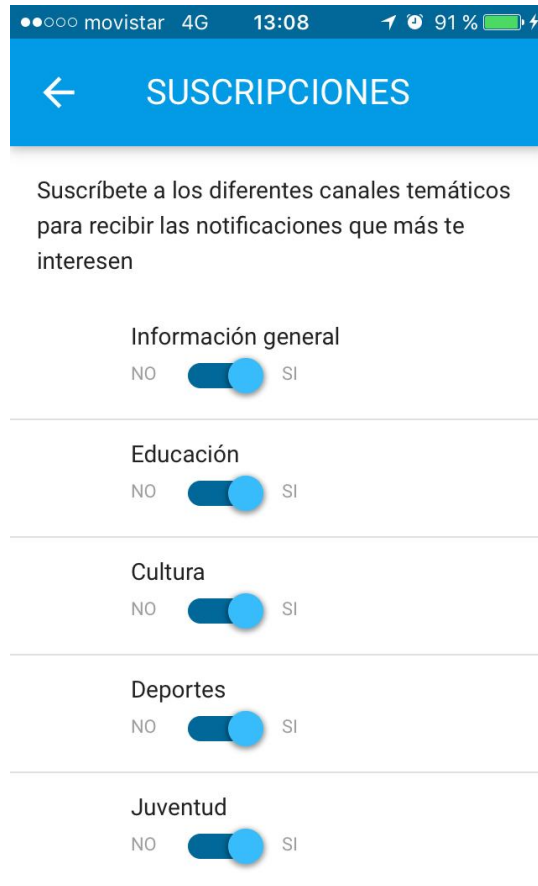 movistar 4G 13:08 91 %
SUSCRIPCIONES
Suscríbete a los diferentes canales temáticos
para recibir las notificaciones que más te
interesen
Información general
NO SI
Educación
NO SI
Cultura
NO SI
Deportes
NO SI
Juventud
NO SI